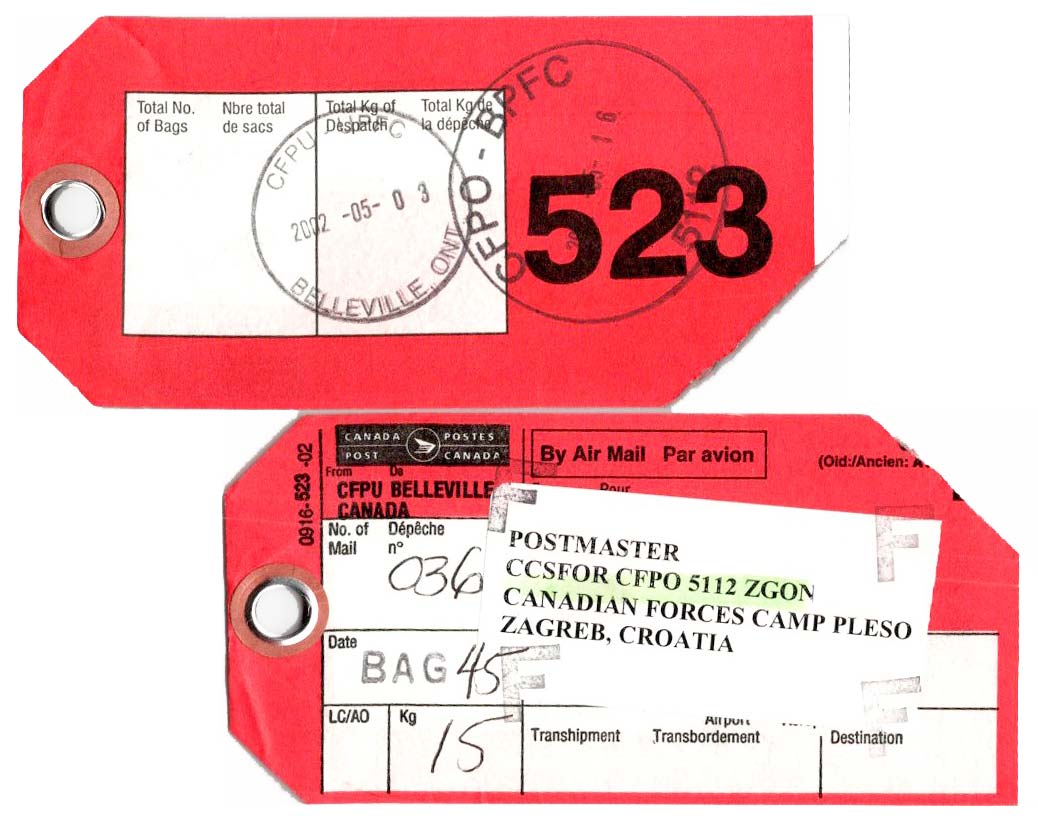 Total No. of Bags
Nbre total de sacs
Total Kg of Despatch
Total Kg de la dépêche
CFPU
2002 -05- 0 3
BELLEVILLE, ONT
CFPO - BPFC
16
5112
523
CANADA POST
POSTES CANADA
By Air Mail Par avion
(Old:/Ancien:
From De
CFPU BELLEVILLE
CANADA
Pour
0916-523-02
No. of Mail
Dépêche n°
036
POSTMASTER
CCSFOR CFPO 5112 ZGON
CANADIAN FORCES CAMP PLESO
ZAGREB, CROATIA
Date
BAG 45
F
F
F
F
LC/AO
Kg
15
Airport
Transhipment Transbordement
Destination